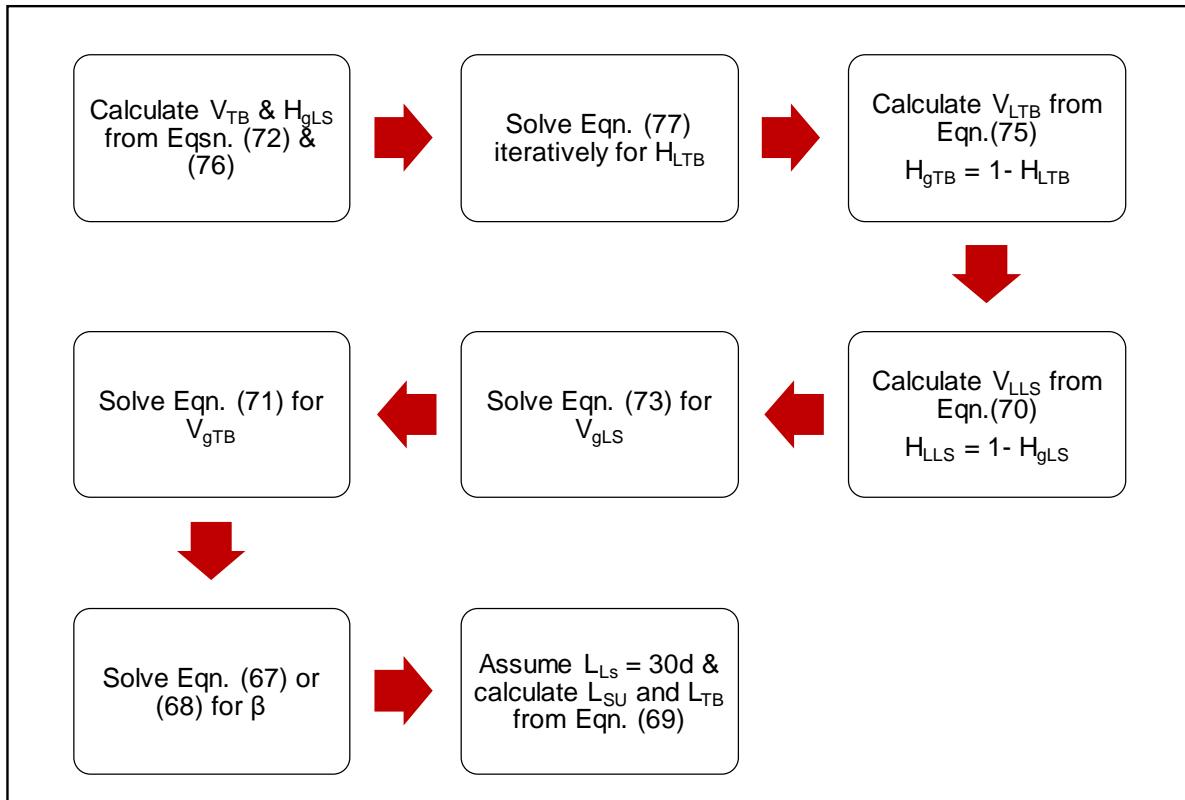 Calculate V_TB & H_gLS
from Eqsn. (72) &
(76)
Solve Eqn. (77)
iteratively for H_LTB
Calculate V_LTB from
Eqn.(75)
H_gTB = 1- H_LTB
Calculate V_LLS from
Eqn.(70)
H_LLS = 1- H_gLS
Solve Eqn. (73) for
V_gLS
Solve Eqn. (71) for
V_gTB
Solve Eqn. (67) or
(68) for β
Assume L_Ls = 30d &
calculate L_SU and L_TB
from Eqn. (69)